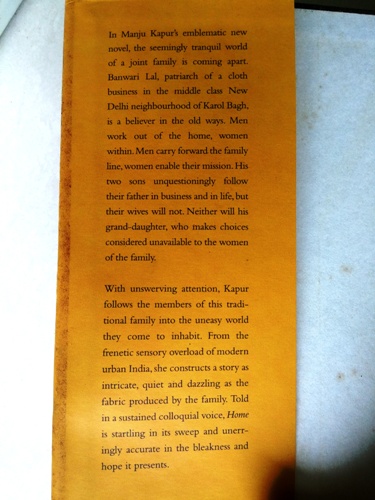 In Manju Kapur's emblematic new
novel, the seemingly tranquil world
of a joint family is coming apart.
Banwari Lal, patriarch of a cloth
business in the middle class New
Delhi neighbourhood of Karol Bagh,
is a believer in the old ways. Men
work out of the home, women
within. Men carry forward the family
line, women enable their mission. His
two sons unquestioningly follow
their father in business and in life, but
their wives will not. Neither will his
grand-daughter, who makes choices
considered unavailable to the women
of the family.
With unswerving attention, Kapur
follows the members of this tradi-
tional family into the uneasy world
they come to inhabit. From the
frenetic sensory overload of modern
urban India, she constructs a story as
intricate, quiet and dazzling as the
fabric produced by the family. Told
in a sustained colloquial voice, Home
is startling in its sweep and unerr-
ingly accurate in the bleakness and
hope it presents.